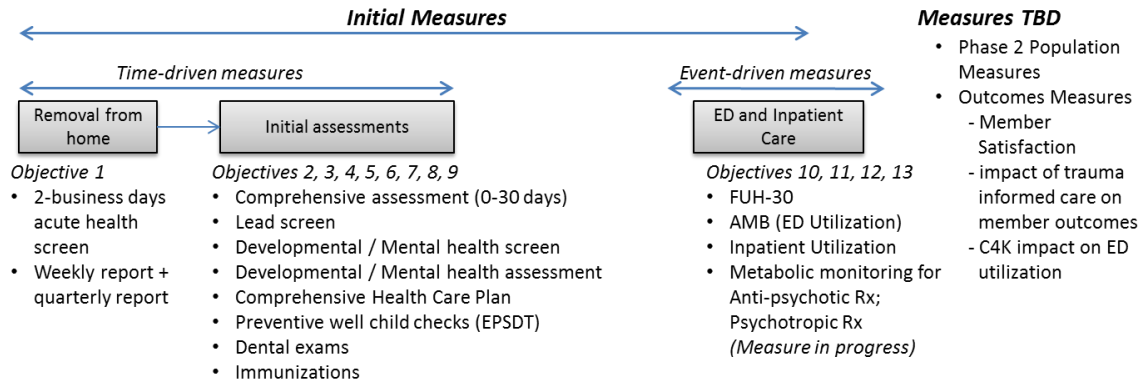 Initial Measures
Time-driven measures
Removal from
home
Initial assessments
Objective 1
• 2-business days
acute health
screen
• Weekly report +
quarterly report
Objectives 2, 3, 4, 5, 6, 7, 8, 9
• Comprehensive assessment (0-30 days)
• Lead screen
• Developmental / Mental health screen
• Developmental / Mental health assessment
• Comprehensive Health Care Plan
• Preventive well child checks (EPSDT)
• Dental exams
• Immunizations
Event-driven measures
ED and Inpatient
Care
Objectives 10, 11, 12, 13
• FUH-30
• AMB (ED Utilization)
• Inpatient Utilization
• Metabolic monitoring for
Anti-psychotic Rx;
Psychotropic Rx
(Measure in progress)
Measures TBD
• Phase 2 Population
Measures
• Outcomes Measures
- Member
Satisfaction
- impact of trauma
informed care on
member outcomes
- C4K impact on ED
utilization